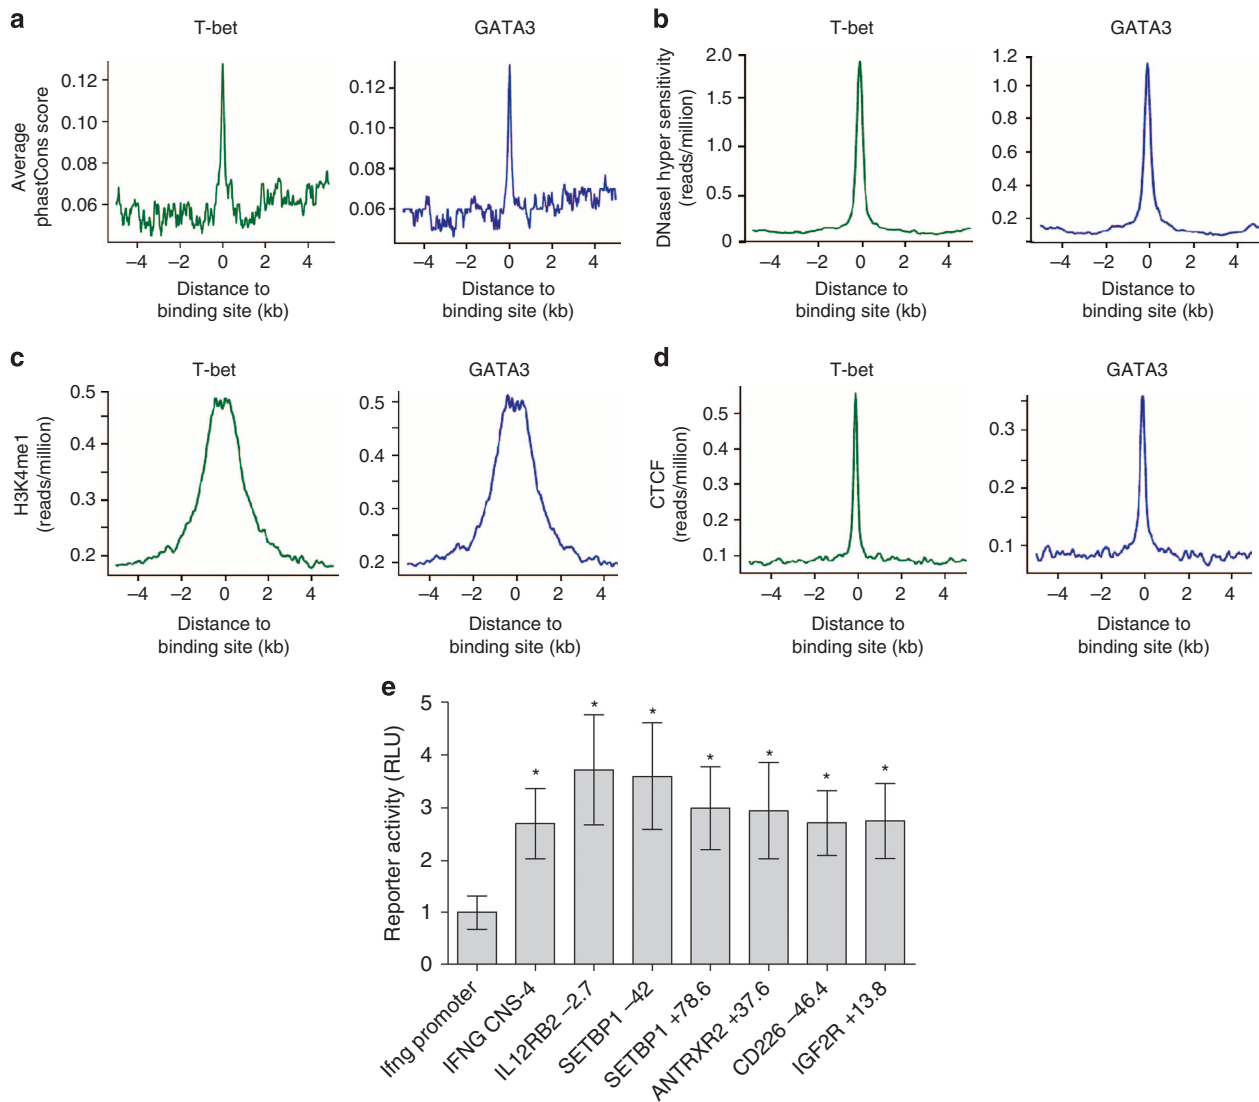 a
T-bet
GATA3
Average
phastCons score
0.12
0.10
0.08
0.06
–4 –2 0 2 4
Distance to
binding site (kb)
0.12
0.10
0.08
0.06
–4 –2 0 2 4
Distance to
binding site (kb)
b
T-bet
GATA3
DNaseI hyper sensitivity
(reads/million)
2.0
1.5
1.0
0.5
0
–4 –2 0 2 4
Distance to
binding site (kb)
1.2
1.0
0.8
0.6
0.4
0.2
–4 –2 0 2 4
Distance to
binding site (kb)
c
T-bet
GATA3
H3K4me1
(reads/million)
0.5
0.4
0.3
0.2
–4 –2 0 2 4
Distance to
binding site (kb)
0.5
0.4
0.3
0.2
–4 –2 0 2 4
Distance to
binding site (kb)
d
T-bet
GATA3
CTCF
(reads/million)
0.5
0.4
0.3
0.2
0.1
–4 –2 0 2 4
Distance to
binding site (kb)
0.3
0.2
0.1
–4 –2 0 2 4
Distance to
binding site (kb)
e
Reporter activity (RLU)
5
4
3
2
1
0
* * * * * * *
Ifng promoter
IFNG CNS-4
IL12RB2 –2.7
SETBP1 –42
SETBP1 +78.6
ANTRXR2 +37.6
CD226 –46.4
IGF2R +13.8